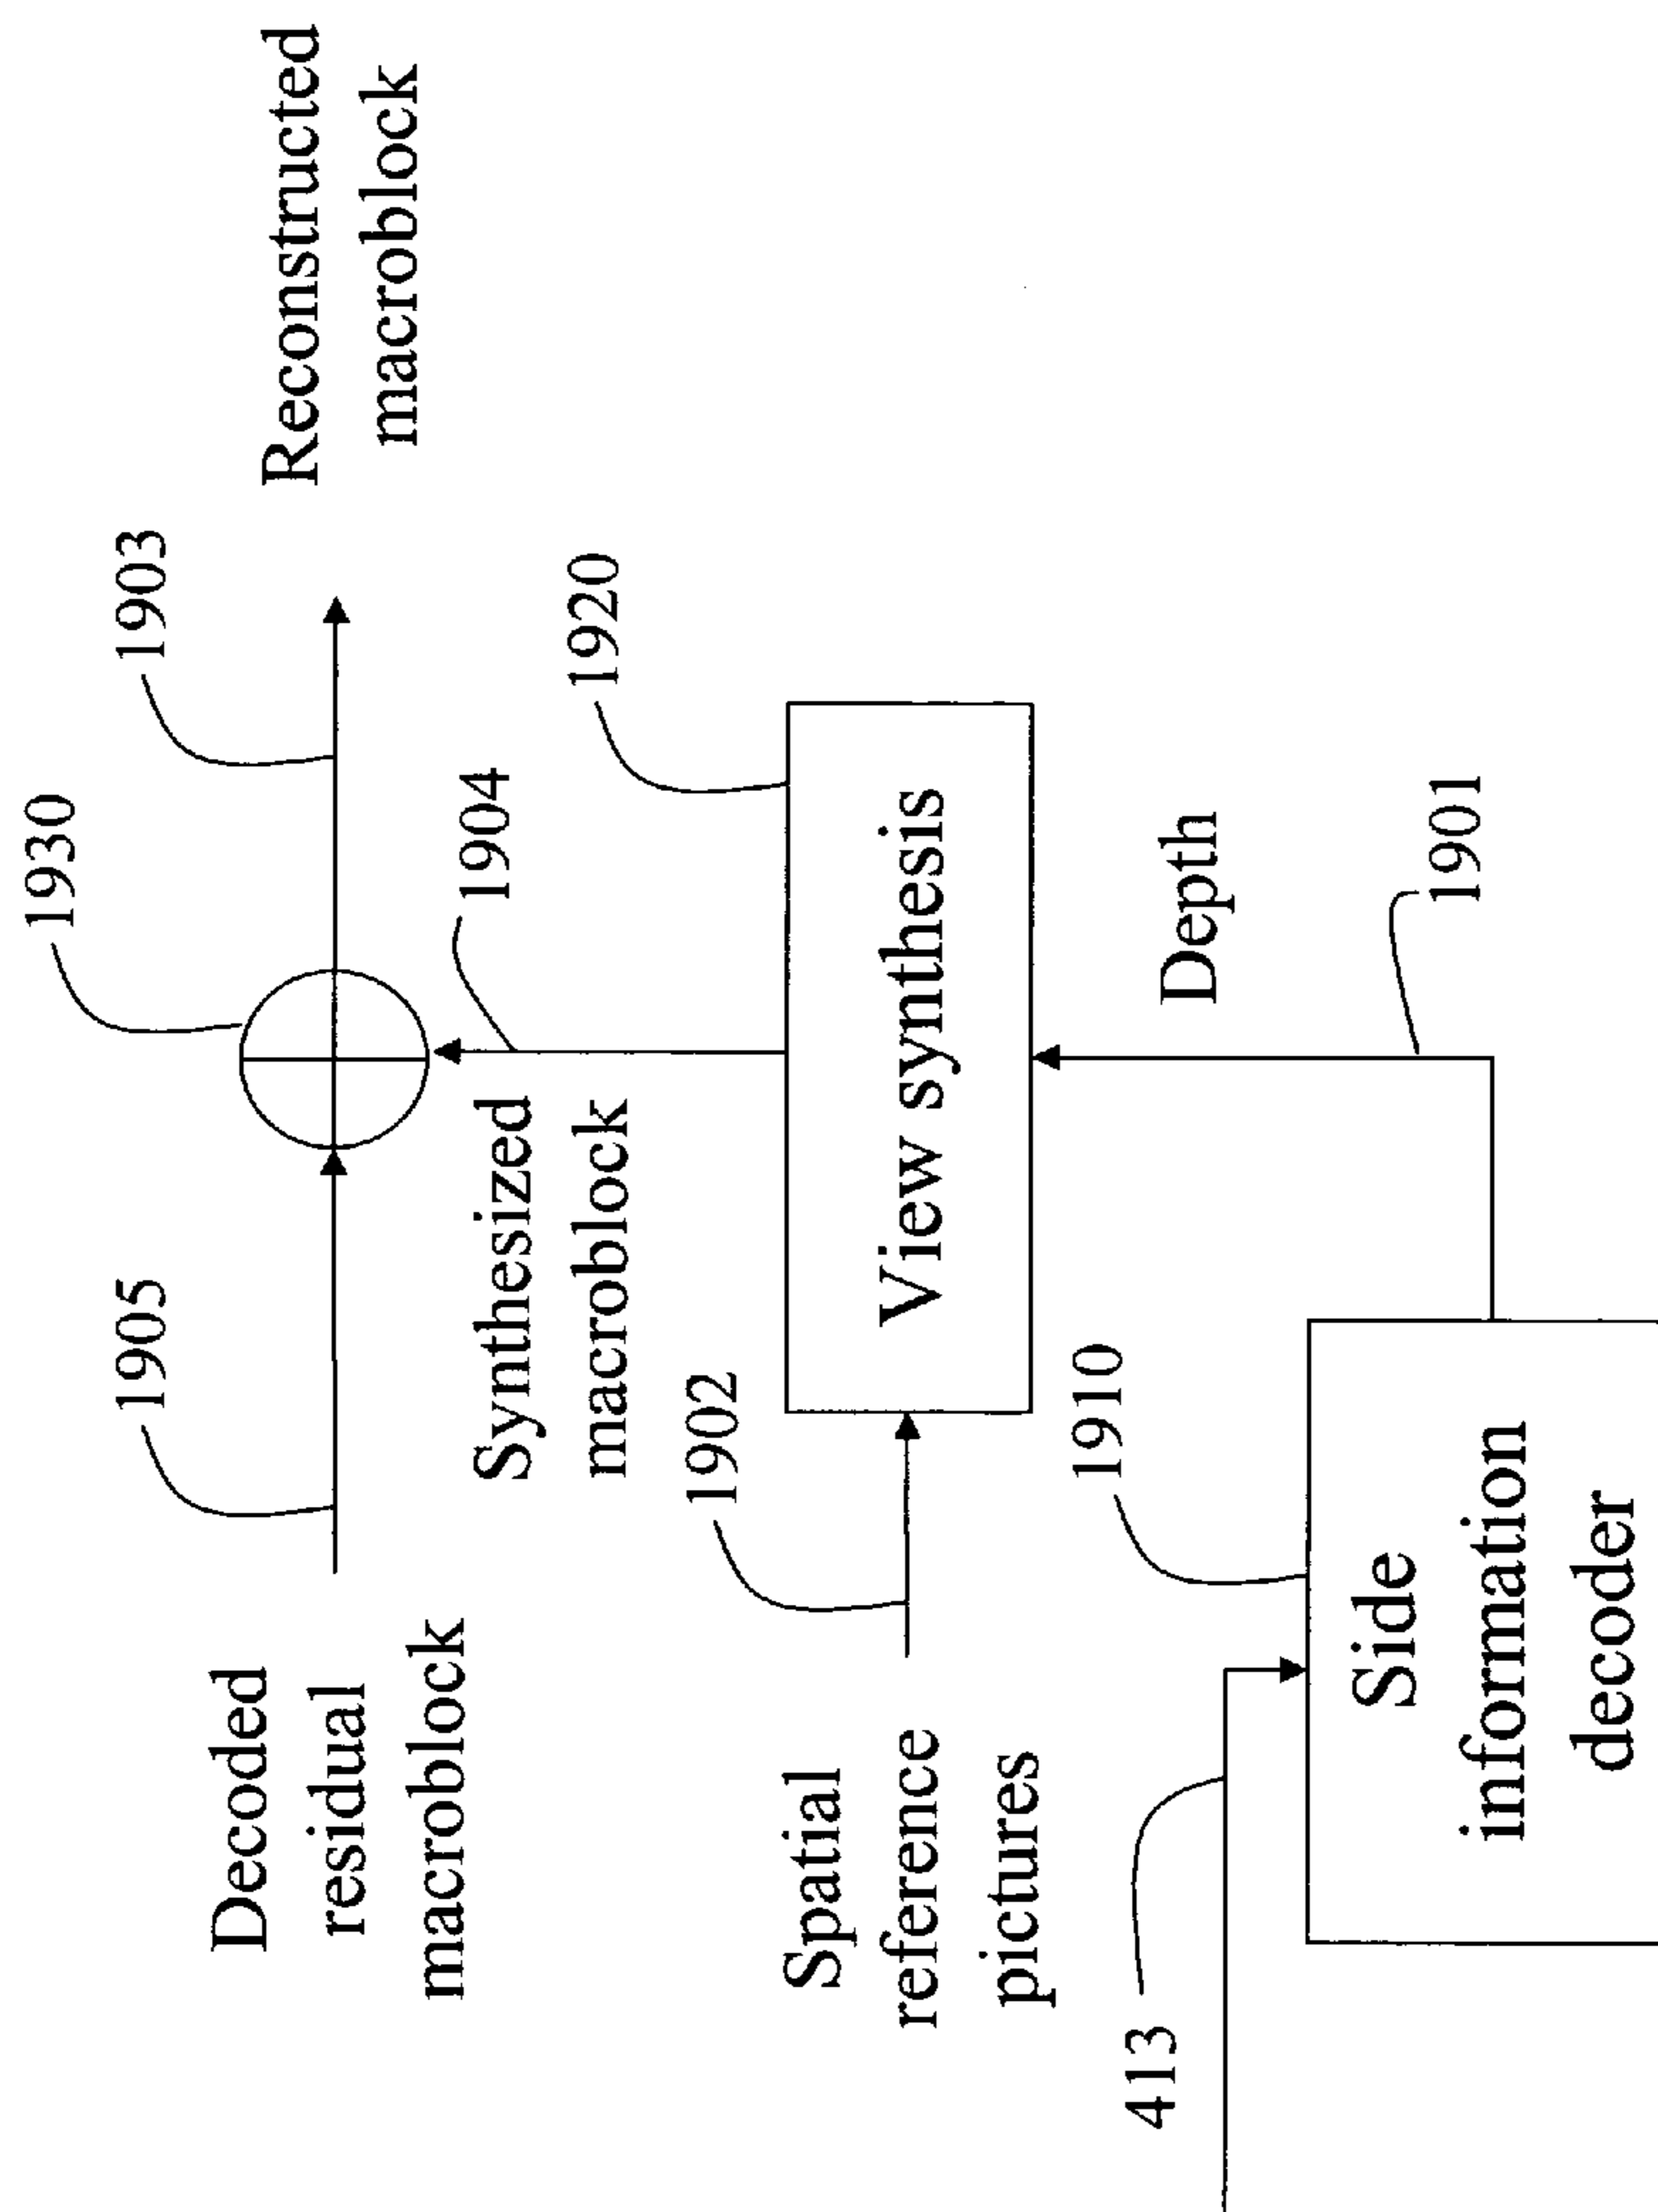 1930
1905
1903
Decoded
residual
macroblock
Reconstructed
macroblock
1904
Synthesized
macroblock
1920
1902
Spatial
reference
pictures
View synthesis
1910
Depth
413
1901
Side
information
decoder